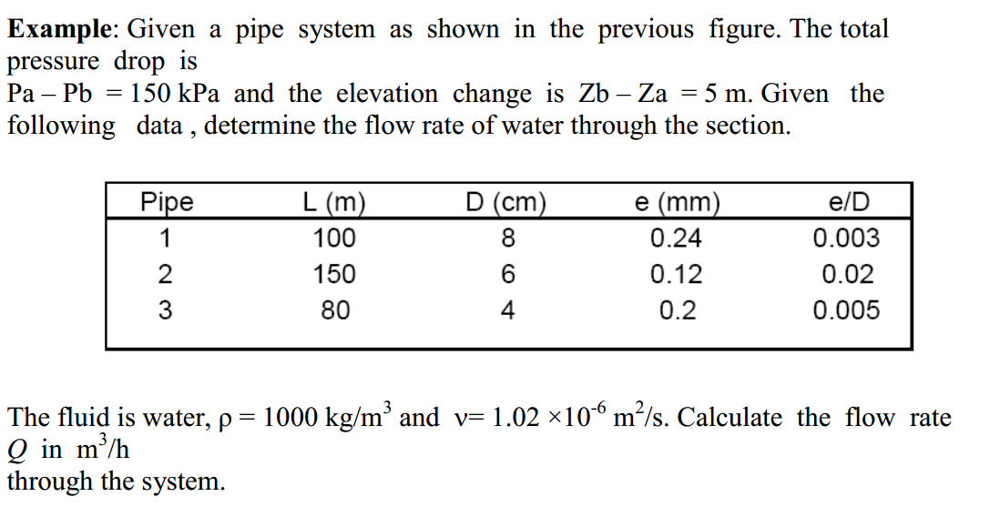 Example: Given a pipe system as shown in the previous figure. The total
pressure drop is
Pa – Pb = 150 kPa and the elevation change is Zb – Za = 5 m. Given the
following data , determine the flow rate of water through the section.
Pipe L (m) D (cm) e (mm) e/D
1 100 8 0.24 0.003
2 150 6 0.12 0.02
3 80 4 0.2 0.005
The fluid is water, ρ = 1000 kg/m³ and ν= 1.02 ×10⁻⁶ m²/s. Calculate the flow rate
Q in m³/h
through the system.